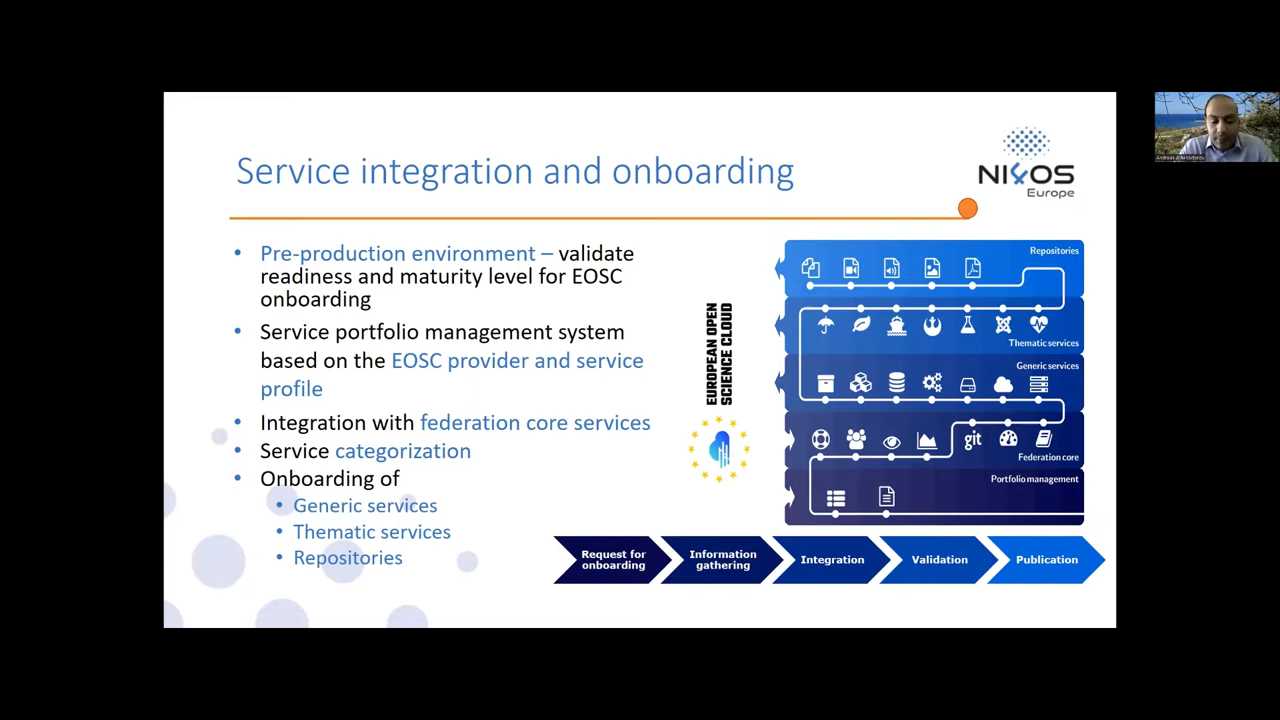 Service integration and onboarding
NI4OS
Europe
• Pre-production environment – validate
readiness and maturity level for EOSC
onboarding
• Service portfolio management system
based on the EOSC provider and service
profile
• Integration with federation core services
• Service categorization
• Onboarding of
• Generic services
• Thematic services
• Repositories
EUROPEAN OPEN
SCIENCE CLOUD
Repositories
Thematic services
Generic services
git
Federation core
Portfolio management
Request for
onboarding
Information
gathering
Integration
Validation
Publication